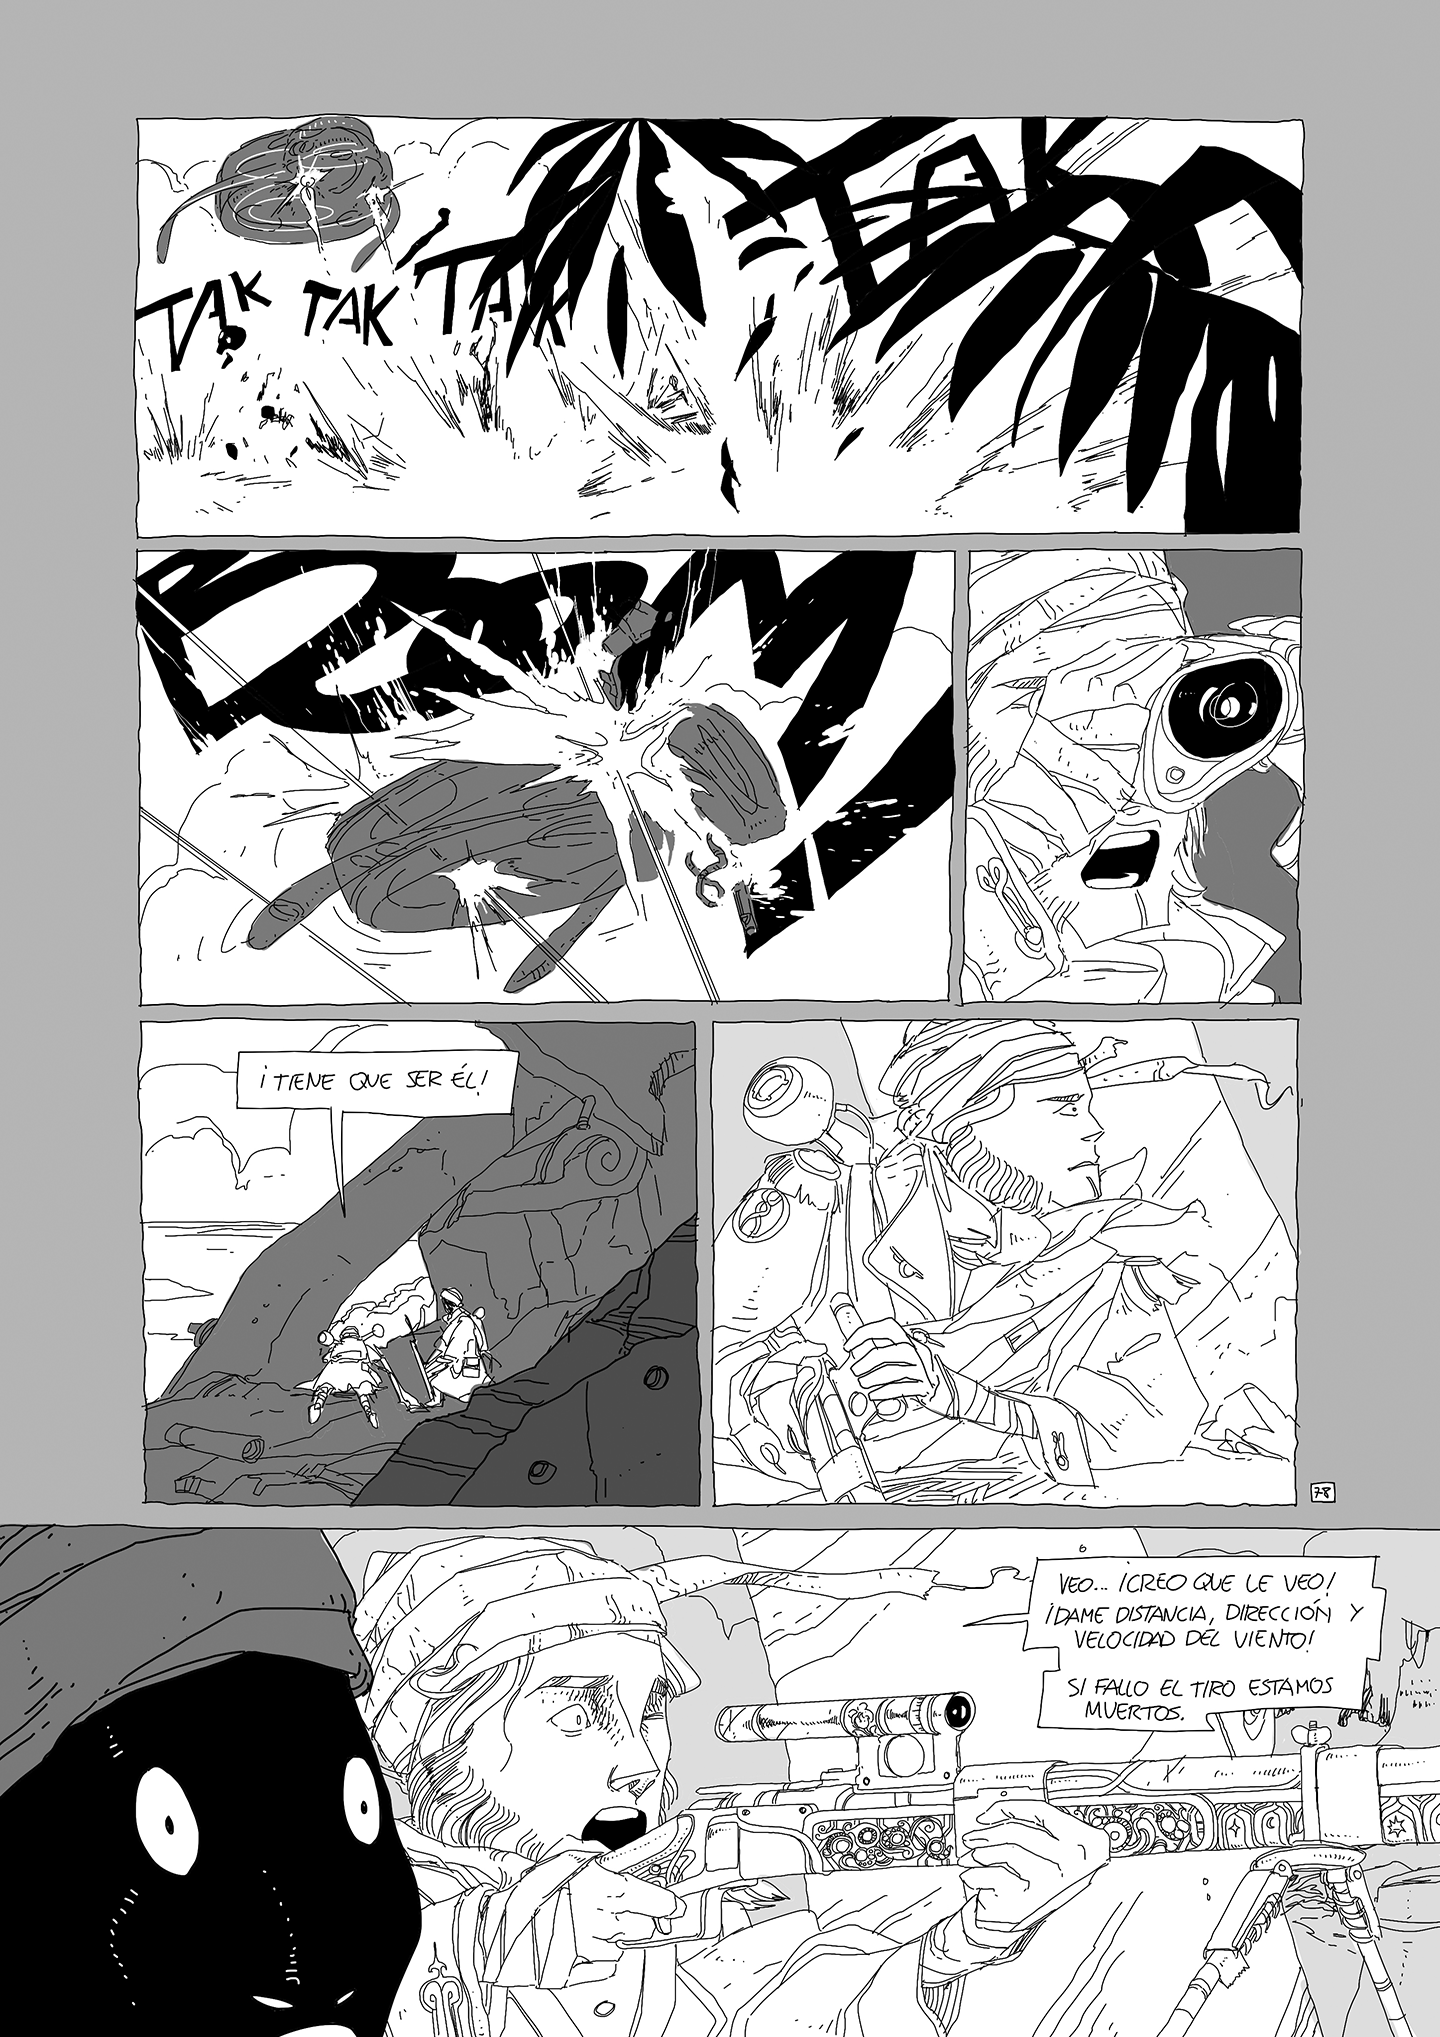 TAK TAK TAK TAK
BOOM
¡TIENE QUE SER ÉL!
78
VEO... ¡CREO QUE LE VEO!
¡DAME DISTANCIA, DIRECCIÓN Y
VELOCIDAD DEL VIENTO!
SI FALLO EL TIRO ESTAMOS
MUERTOS.